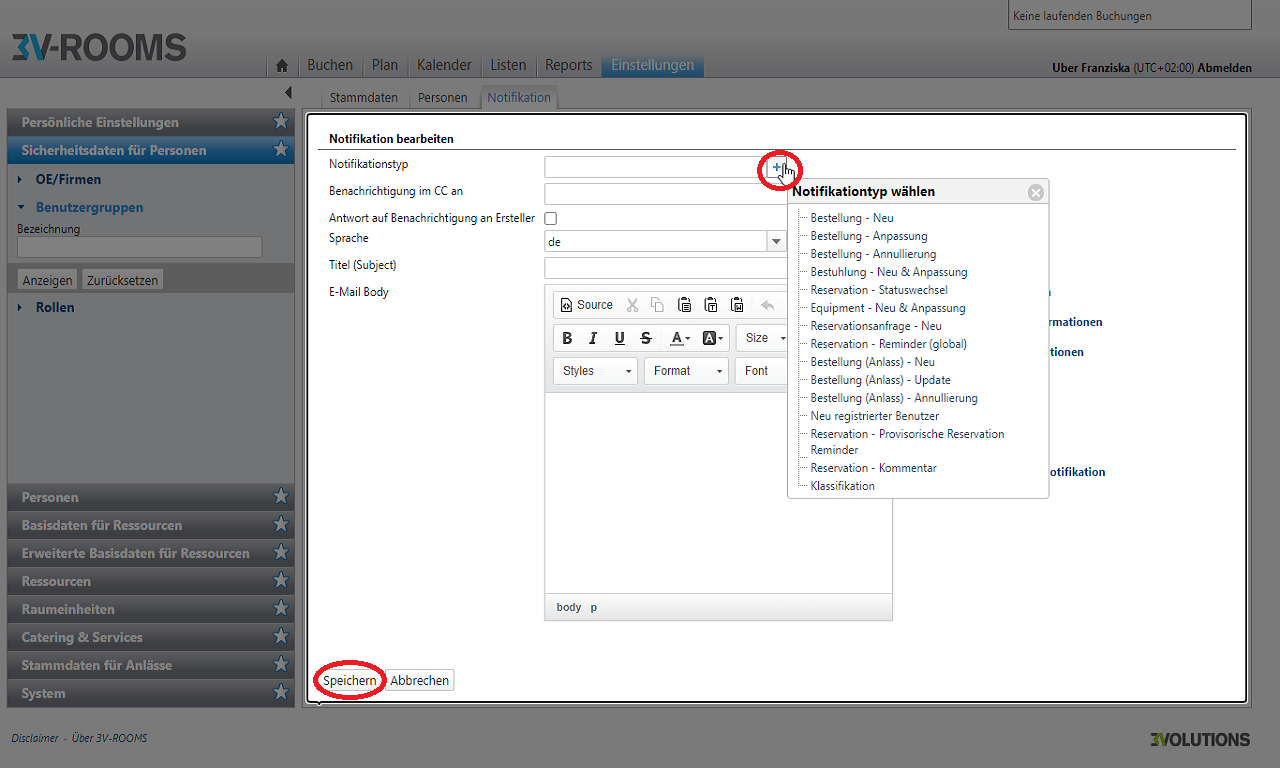 Keine laufenden Buchungen
3V-ROOMS
Buchen Plan Kalender Listen Reports Einstellungen
Uber Franziska (UTC+02:00) Abmelden
Stammdaten Personen Notifikation
Persönliche Einstellungen
Sicherheitsdaten für Personen
OE/Firmen
Benutzergruppen
Bezeichnung
Anzeigen Zurücksetzen
Rollen
Personen
Basisdaten für Ressourcen
Erweiterte Basisdaten für Ressourcen
Ressourcen
Raumeinheiten
Catering & Services
Stammdaten für Anlässe
System
Notifikation bearbeiten
Notifikationstyp
Benachrichtigung im CC an
Antwort auf Benachrichtigung an Ersteller
Sprache de
Titel (Subject)
E-Mail Body
Source
B I U S A A Size
Styles Format Font
body p
Notifikationtyp wählen
Bestellung - Neu
Bestellung - Anpassung
Bestellung - Annullierung
Bestuhlung - Neu & Anpassung
Reservation - Statuswechsel
Equipment - Neu & Anpassung
Reservationsanfrage - Neu
Reservation - Reminder (global)
Bestellung (Anlass) - Neu
Bestellung (Anlass) - Update
Bestellung (Anlass) - Annullierung
Neu registrierter Benutzer
Reservation - Provisorische Reservation
Reminder
Reservation - Kommentar
Klassifikation
rmationen
tionen
otifikation
Speichern Abbrechen
Disclaimer - Über 3V-ROOMS
3VOLUTIONS